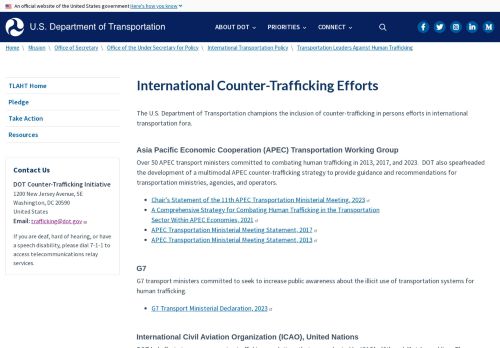 An official website of the United States government Here's how you know
U.S. Department of Transportation
ABOUT DOT
PRIORITIES
CONNECT
Home \ Mission \ Office of Secretary \ Office of the Under Secretary for Policy \ International Transportation Policy \ Transportation Leaders Against Human Trafficking
TLAHT Home
Pledge
Take Action
Resources
Contact Us
DOT Counter-Trafficking Initiative
1200 New Jersey Avenue, SE
Washington, DC 20590
United States
Email: trafficking@dot.gov
If you are deaf, hard of hearing, or have
a speech disability, please dial 7-1-1 to
access telecommunications relay
services.
International Counter-Trafficking Efforts
The U.S. Department of Transportation champions the inclusion of counter-trafficking in persons efforts in international
transportation fora.
Asia Pacific Economic Cooperation (APEC) Transportation Working Group
Over 50 APEC transport ministers committed to combating human trafficking in 2013, 2017, and 2023. DOT also spearheaded
the development of a multimodal APEC counter-trafficking strategy to provide guidance and recommendations for
transportation ministries, agencies, and operators.
Chair's Statement of the 11th APEC Transportation Ministerial Meeting, 2023
A Comprehensive Strategy for Combating Human Trafficking in the Transportation
Sector Within APEC Economies, 2021
APEC Transportation Ministerial Meeting Statement, 2017
APEC Transportation Ministerial Meeting Statement, 2013
G7
G7 transport ministers committed to seek to increase public awareness about the illicit use of transportation systems for
human trafficking.
G7 Transport Ministerial Declaration, 2023
International Civil Aviation Organization (ICAO), United Nations